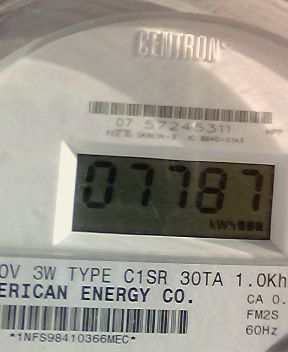 CENTRON
07 57245311
07787
kWh
0V 3W TYPE C1SR 30TA 1.0Kh
ERICAN ENERGY CO.
CA 0.
FM2S
*1NFS98410366MEC*
60Hz